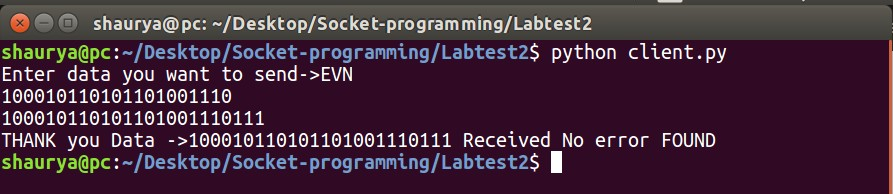 shaurya@pc: ~/Desktop/Socket-programming/Labtest2
shaurya@pc:~/Desktop/Socket-programming/Labtest2$ python client.py
Enter data you want to send->EVN
100010110101101001110
100010110101101001110111
THANK you Data ->100010110101101001110111 Received No error FOUND
shaurya@pc:~/Desktop/Socket-programming/Labtest2$